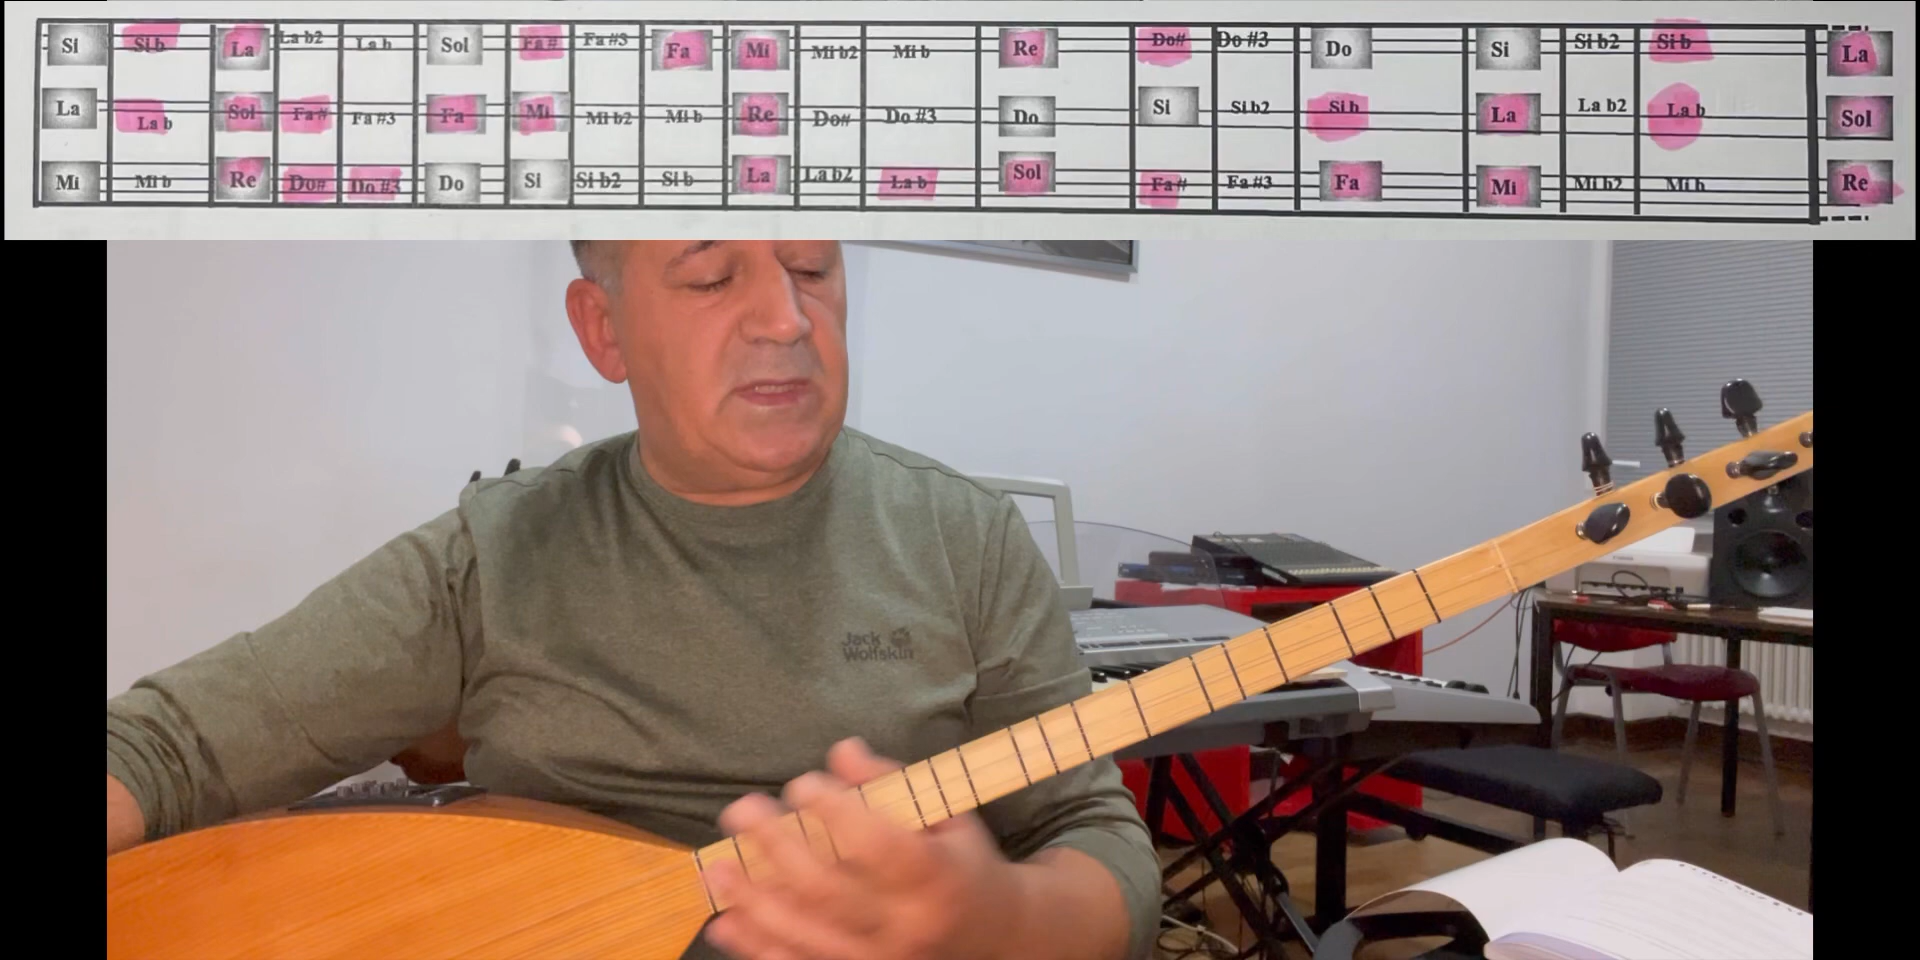 Si Si b La La b2 La b Sol Fa # Fa #3 Fa Mi Mi b2 Mi b Re Do# Do #3 Do Si Si b2 Si b La
La La b Sol Fa# Fa #3 Fa Mi Mi b2 Mi b Re Do# Do #3 Do Si Si b2 Si b La La b2 La b Sol
Mi Mi b Re Do# Do #3 Do Si Si b2 Si b La La b2 La b Sol Fa # Fa #3 Fa Mi Mi b2 Mi b Re
Jack
Wolfskin